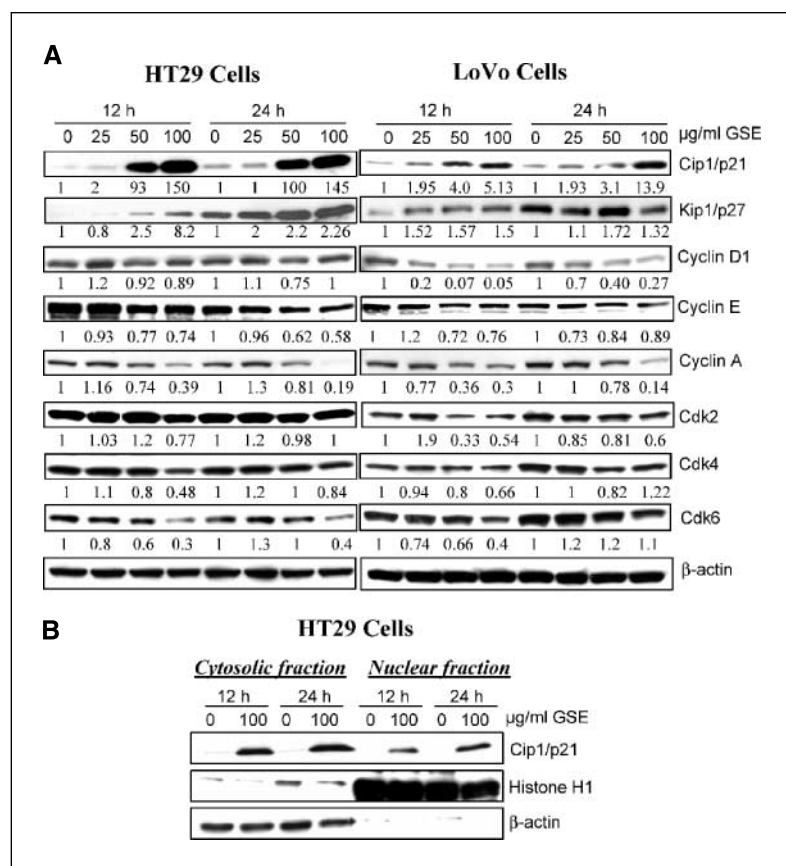 A
HT29 Cells LoVo Cells
12 h 24 h 12 h 24 h
0 25 50 100 0 25 50 100 0 25 50 100 0 25 50 100 µg/ml GSE
Cip1/p21
1 2 93 150 1 1 100 145 1 1.95 4.0 5.13 1 1.93 3.1 13.9
Kip1/p27
1 0.8 2.5 8.2 1 2 2.2 2.26 1 1.52 1.57 1.5 1 1.1 1.72 1.32
Cyclin D1
1 1.2 0.92 0.89 1 1.1 0.75 1 1 0.2 0.07 0.05 1 0.7 0.40 0.27
Cyclin E
1 0.93 0.77 0.74 1 0.96 0.62 0.58 1 1.2 0.72 0.76 1 0.73 0.84 0.89
Cyclin A
1 1.16 0.74 0.39 1 1.3 0.81 0.19 1 0.77 0.36 0.3 1 1 0.78 0.14
Cdk2
1 1.03 1.2 0.77 1 1.2 0.98 1 1 1.9 0.33 0.54 1 0.85 0.81 0.6
Cdk4
1 1.1 0.8 0.48 1 1.2 1 0.84 1 0.94 0.8 0.66 1 1 0.82 1.22
Cdk6
1 0.8 0.6 0.3 1 1.3 1 0.4 1 0.74 0.66 0.4 1 1.2 1.2 1.1
β-actin
B
HT29 Cells
Cytosolic fraction Nuclear fraction
12 h 24 h 12 h 24 h
0 100 0 100 0 100 0 100 µg/ml GSE
Cip1/p21
Histone H1
β-actin